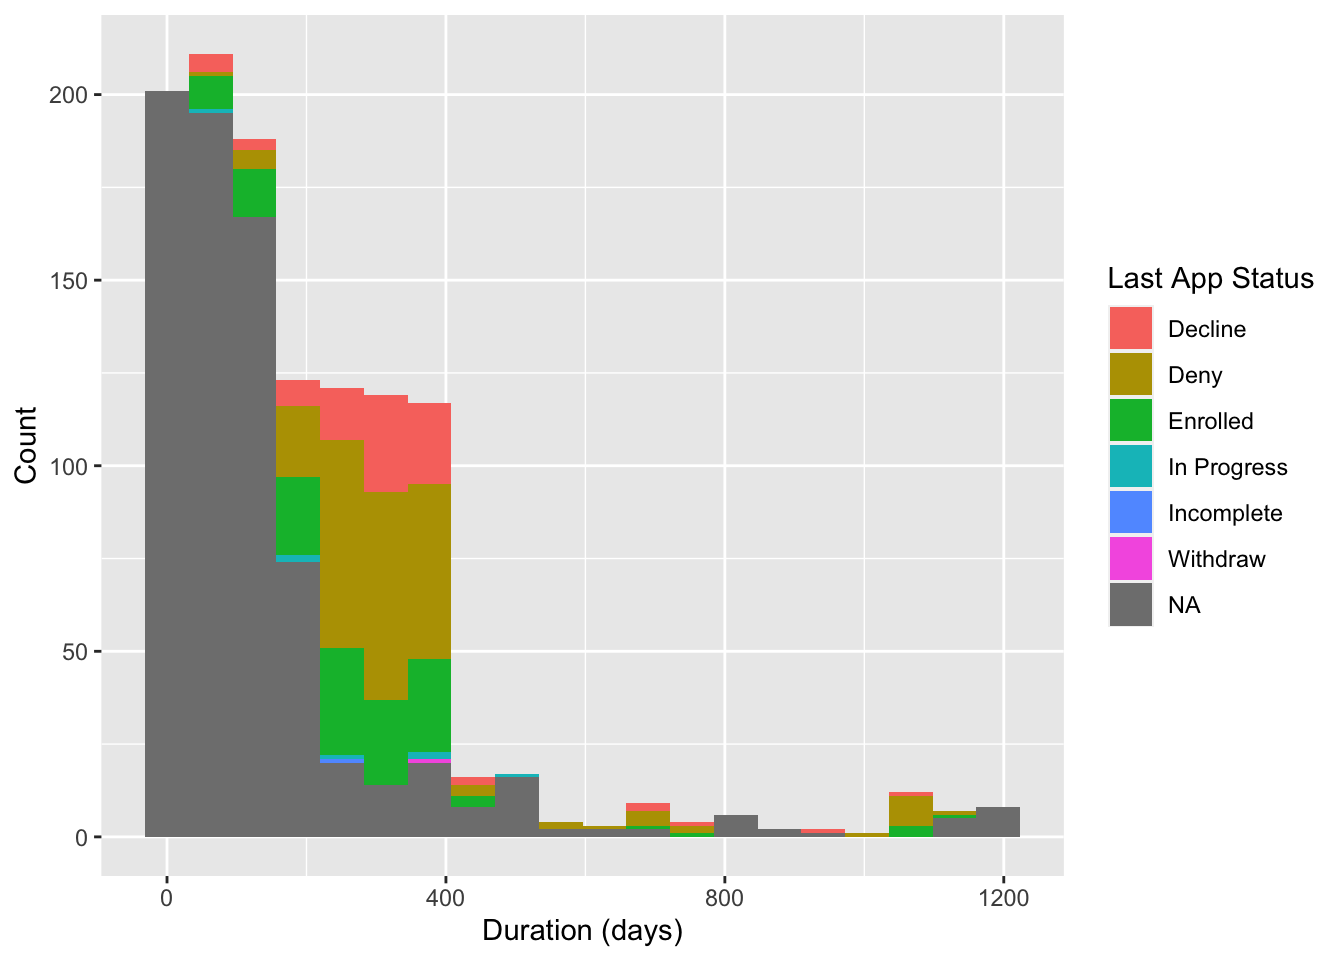 200
150
100
50
0
Count
0 400 800 1200
Duration (days)
Last App Status
Decline
Deny
Enrolled
In Progress
Incomplete
Withdraw
NA